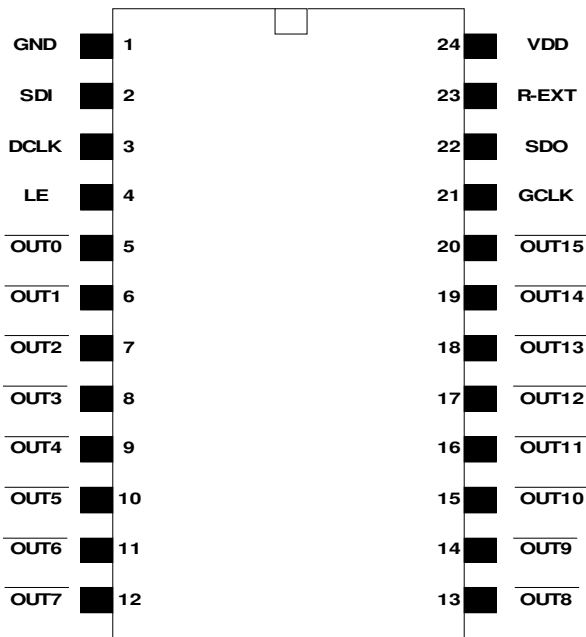 GND 1 24 VDD
SDI 2 23 R-EXT
DCLK 3 22 SDO
LE 4 21 GCLK
OUT0 5 20 OUT15
OUT1 6 19 OUT14
OUT2 7 18 OUT13
OUT3 8 17 OUT12
OUT4 9 16 OUT11
OUT5 10 15 OUT10
OUT6 11 14 OUT9
OUT7 12 13 OUT8